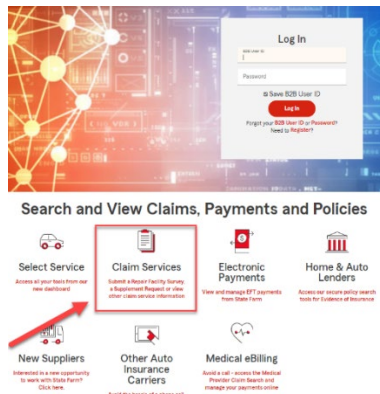 Log In
B2B User ID
Password
Save B2B User ID
Log In
Forgot your B2B User ID or Password?
Need to Register?
Search and View Claims, Payments and Policies
Select Service
Access all your tools from our
new dashboard
Claim Services
Submit a Repair Facility Survey,
a Supplement Request or view
other claim service information
Electronic
Payments
View and manage EFT payments
from State Farm
Home & Auto
Lenders
Access our secure policy search
tools for Evidence of Insurance
New Suppliers
Interested in a new opportunity
to work with State Farm?
Click here.
Other Auto
Insurance
Carriers
Medical eBilling
Avoid a call - access the Medical
Provider Claim Search and
manage your payments online